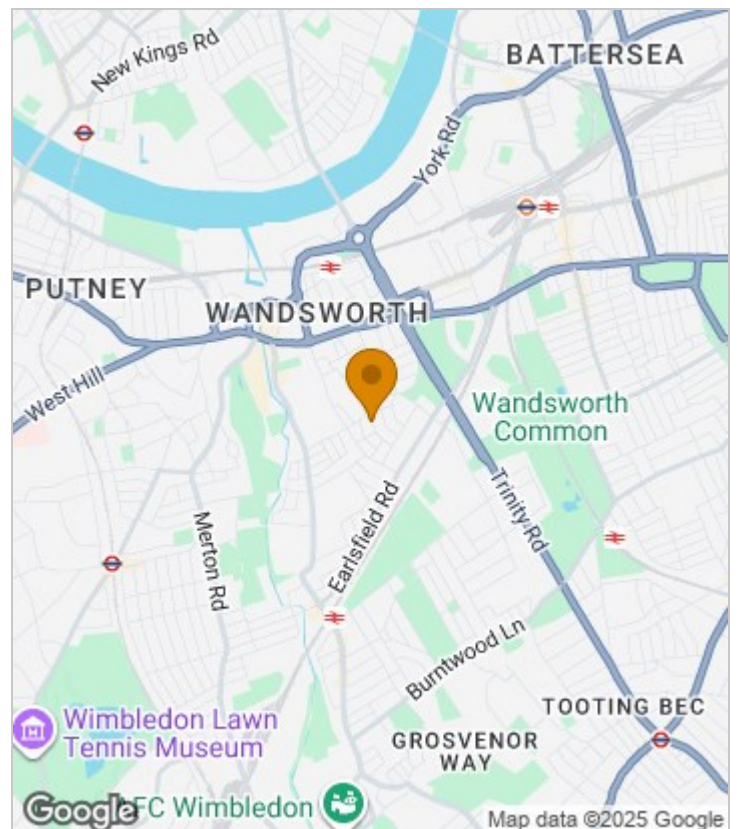 New Kings Rd
BATTERSEA
York Rd
PUTNEY
WANDSWORTH
West Hill
Wandsworth
Common
Trinity Rd
Earlsfield Rd
Merton Rd
Burntwood Ln
TOOTING BEC
Wimbledon Lawn
Tennis Museum
GROSVENOR
WAY
Google
FC Wimbledon
Map data ©2025 Google